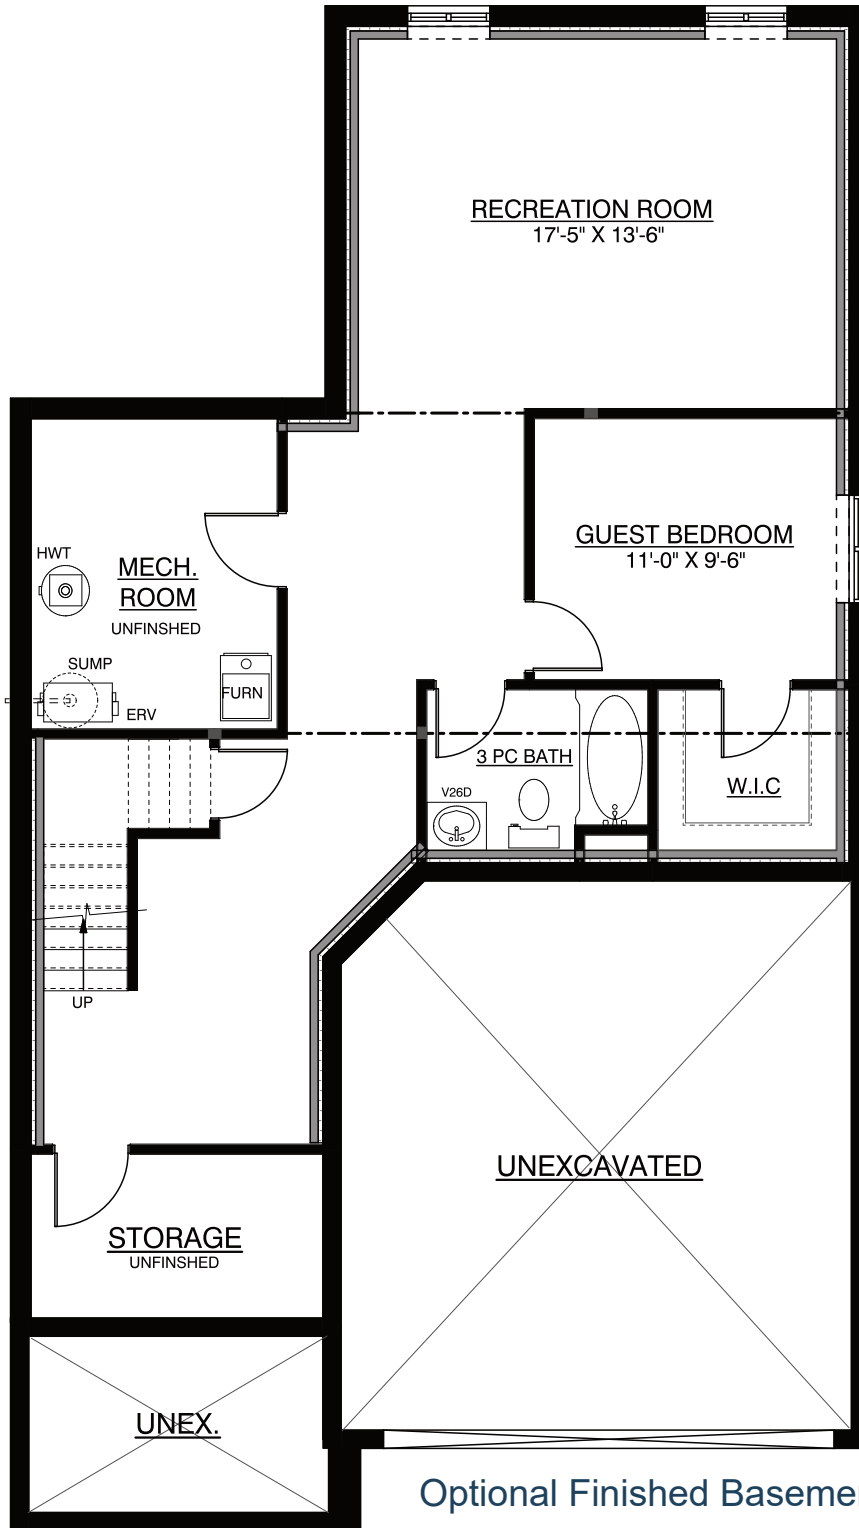 RECREATION ROOM
17'-5" X 13'-6"
GUEST BEDROOM
11'-0" X 9'-6"
HWT
MECH.
ROOM
UNFINSHED
SUMP
FURN
ERV
3 PC BATH
V26D
W.I.C
UP
UNEXCAVATED
STORAGE
UNFINSHED
UNEX.
Optional Finished Baseme